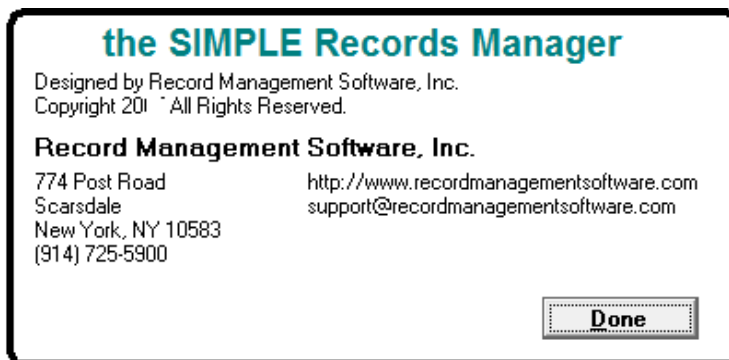 the SIMPLE Records Manager
Designed by Record Management Software, Inc.
Copyright All Rights Reserved.
Record Management Software, Inc.
774 Post Road
Scarsdale
New York, NY 10583
(914) 725-5900
http://www.recordmanagementsoftware.com
support@recordmanagementsoftware.com
Done